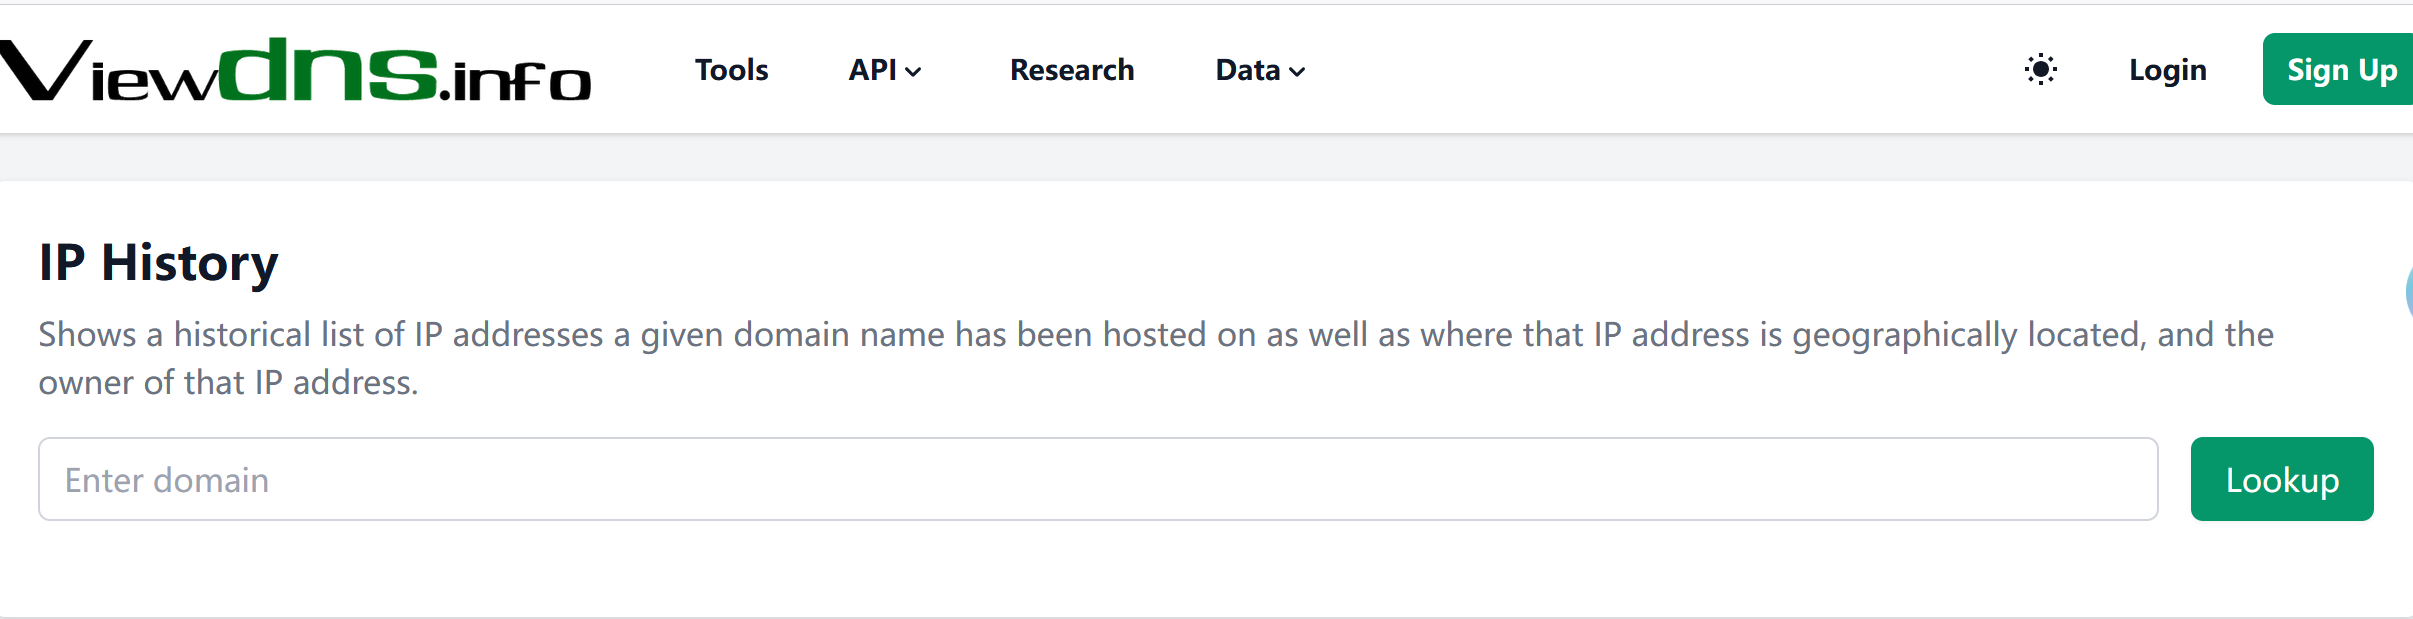 Viewdns.info
Tools
API
Research
Data
Login
Sign Up
IP History
Shows a historical list of IP addresses a given domain name has been hosted on as well as where that IP address is geographically located, and the
owner of that IP address.
Enter domain
Lookup